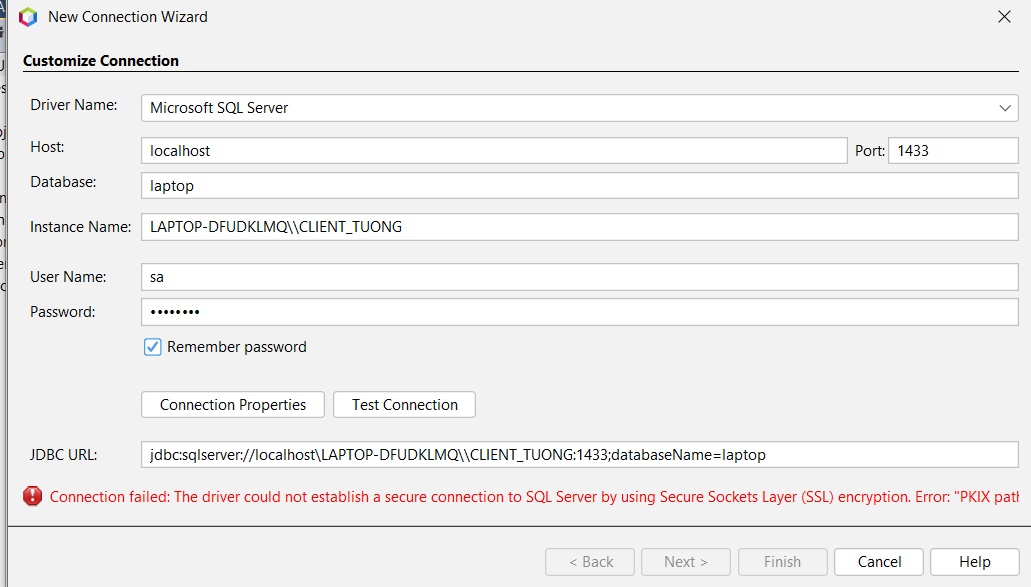 New Connection Wizard
Customize Connection
Driver Name: Microsoft SQL Server
Host: localhost Port: 1433
Database: laptop
Instance Name: LAPTOP-DFUDKLMQ\\CLIENT_TUONG
User Name: sa
Password: ••••••••
Remember password
Connection Properties Test Connection
JDBC URL: jdbc:sqlserver://localhost\LAPTOP-DFUDKLMQ\\CLIENT_TUONG:1433;databaseName=laptop
Connection failed: The driver could not establish a secure connection to SQL Server by using Secure Sockets Layer (SSL) encryption. Error: "PKIX path
< Back Next > Finish Cancel Help